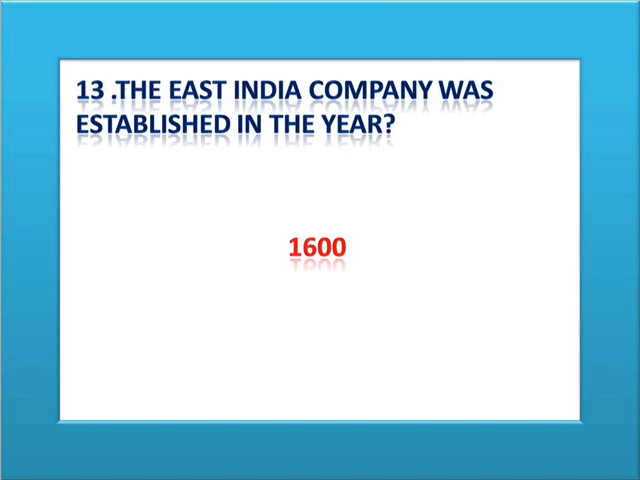 13 .THE EAST INDIA COMPANY WAS
ESTABLISHED IN THE YEAR?
1600